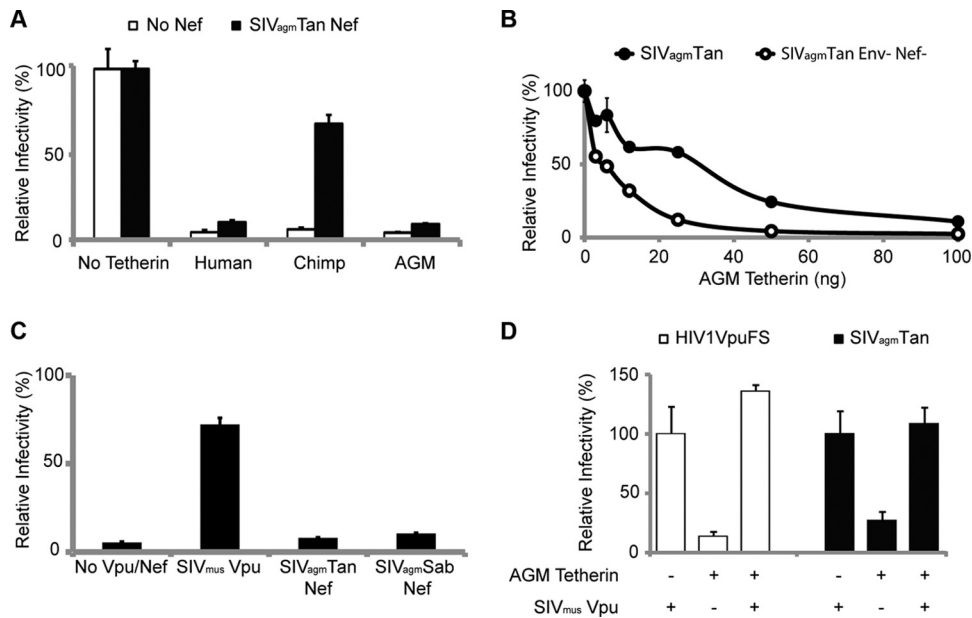 A
No Nef
SIVagmTan Nef
Relative Infectivity (%)
100
50
0
No Tetherin
Human
Chimp
AGM
B
SIVagmTan
SIVagmTan Env- Nef-
Relative Infectivity (%)
100
50
0
0
20
40
60
80
100
AGM Tetherin (ng)
C
Relative Infectivity (%)
100
50
0
No Vpu/Nef
SIVmus Vpu
SIVagmTan
Nef
SIVagmSab
Nef
D
HIV1VpuFS
SIVagmTan
Relative Infectivity (%)
150
100
50
0
AGM Tetherin - + + - + +
SIVmus Vpu + - + + - +